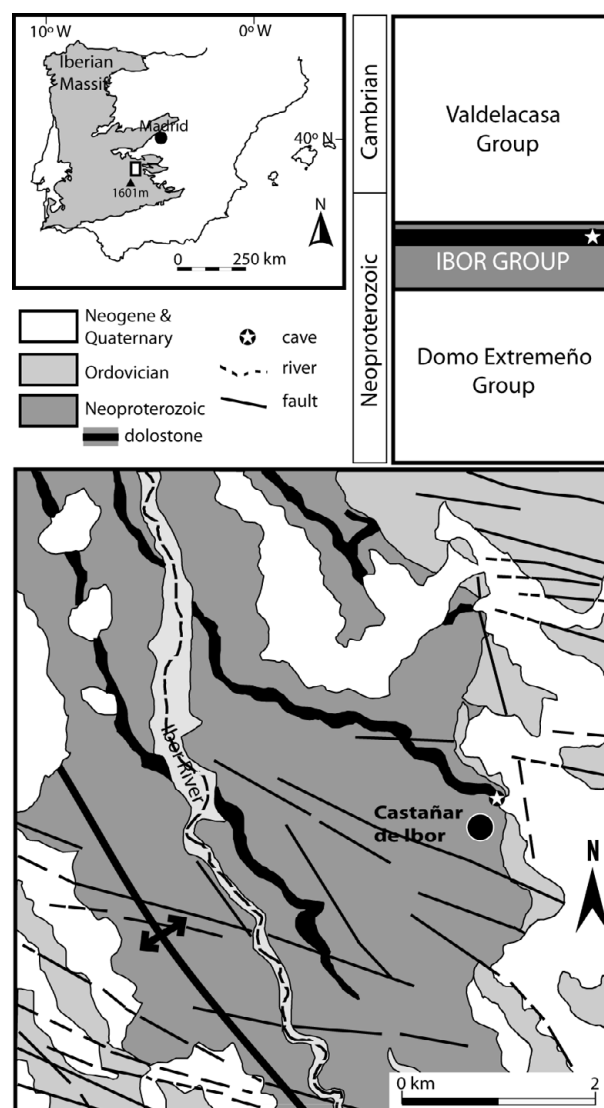 10°W
0°W
Iberian
Massif
Madrid
40° N
1601m
N
0
250 km
Cambrian
Neoproterozoic
Valdelacasa
Group
IBOR GROUP
Domo Extremeño
Group
Neogene &
Quaternary
Ordovician
Neoproterozoic
dolostone
cave
river
fault
Ibor River
Castañar
de Ibor
N
0 km
2